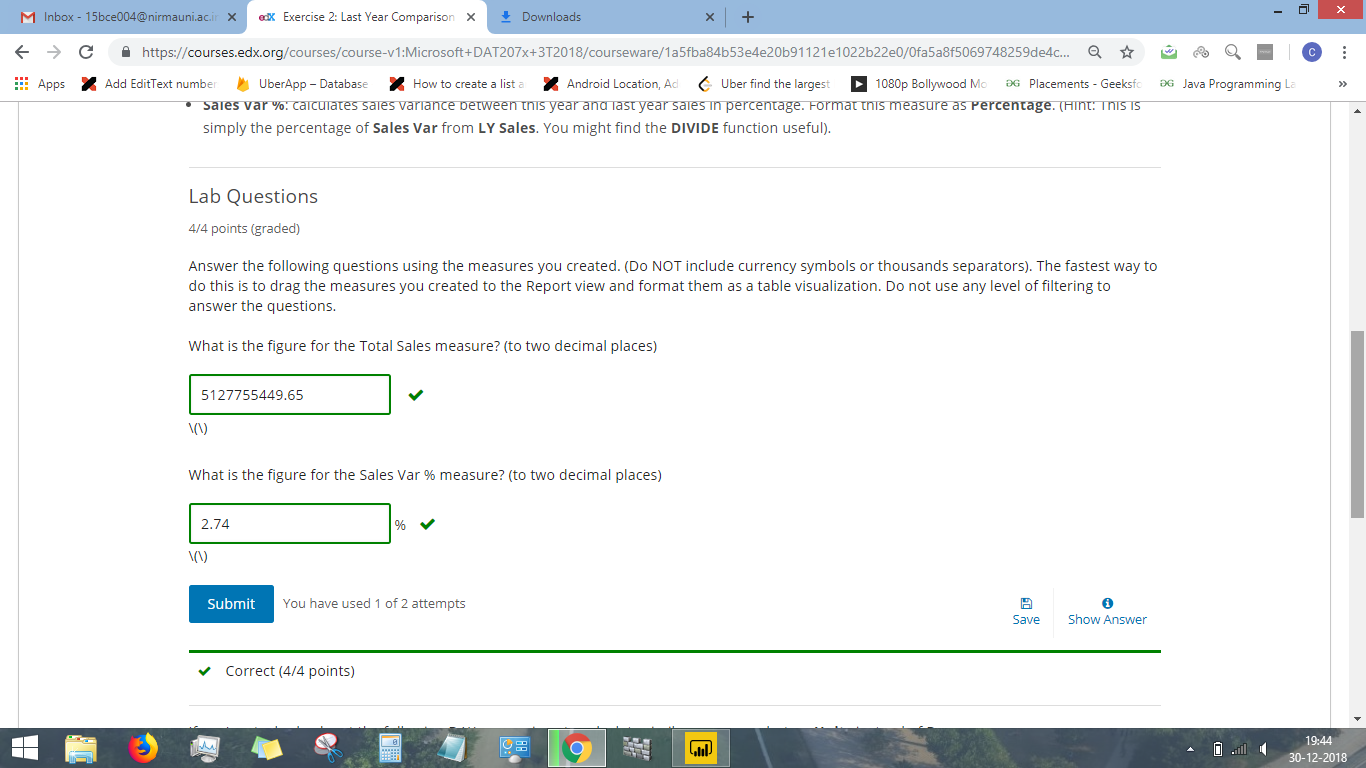 Inbox - 15bce004@nirmauni.ac.i
edX Exercise 2: Last Year Comparison
Downloads
https://courses.edx.org/courses/course-v1:Microsoft+DAT207x+3T2018/courseware/1a5fba84b53e4e20b91121e1022b22e0/0fa5a8f5069748259de4c...
C
Apps
Add EditText number
UberApp – Database
How to create a list a
Android Location, Ad
Uber find the largest
1080p Bollywood Mo
Placements - Geeksfo
Java Programming La
»
• Sales Var %: calculates sales variance between this year and last year sales in percentage. Format this measure as Percentage. (Hint: This is
simply the percentage of Sales Var from LY Sales. You might find the DIVIDE function useful).
Lab Questions
4/4 points (graded)
Answer the following questions using the measures you created. (Do NOT include currency symbols or thousands separators). The fastest way to
do this is to drag the measures you created to the Report view and format them as a table visualization. Do not use any level of filtering to
answer the questions.
What is the figure for the Total Sales measure? (to two decimal places)
5127755449.65
\(\)
What is the figure for the Sales Var % measure? (to two decimal places)
2.74 %
\(\)
Submit You have used 1 of 2 attempts
Save
Show Answer
Correct (4/4 points)
19:44
30-12-2018